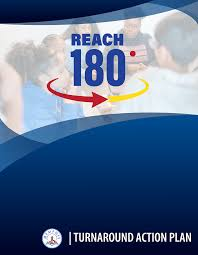 REACH
180°
| TURNAROUND ACTION PLAN